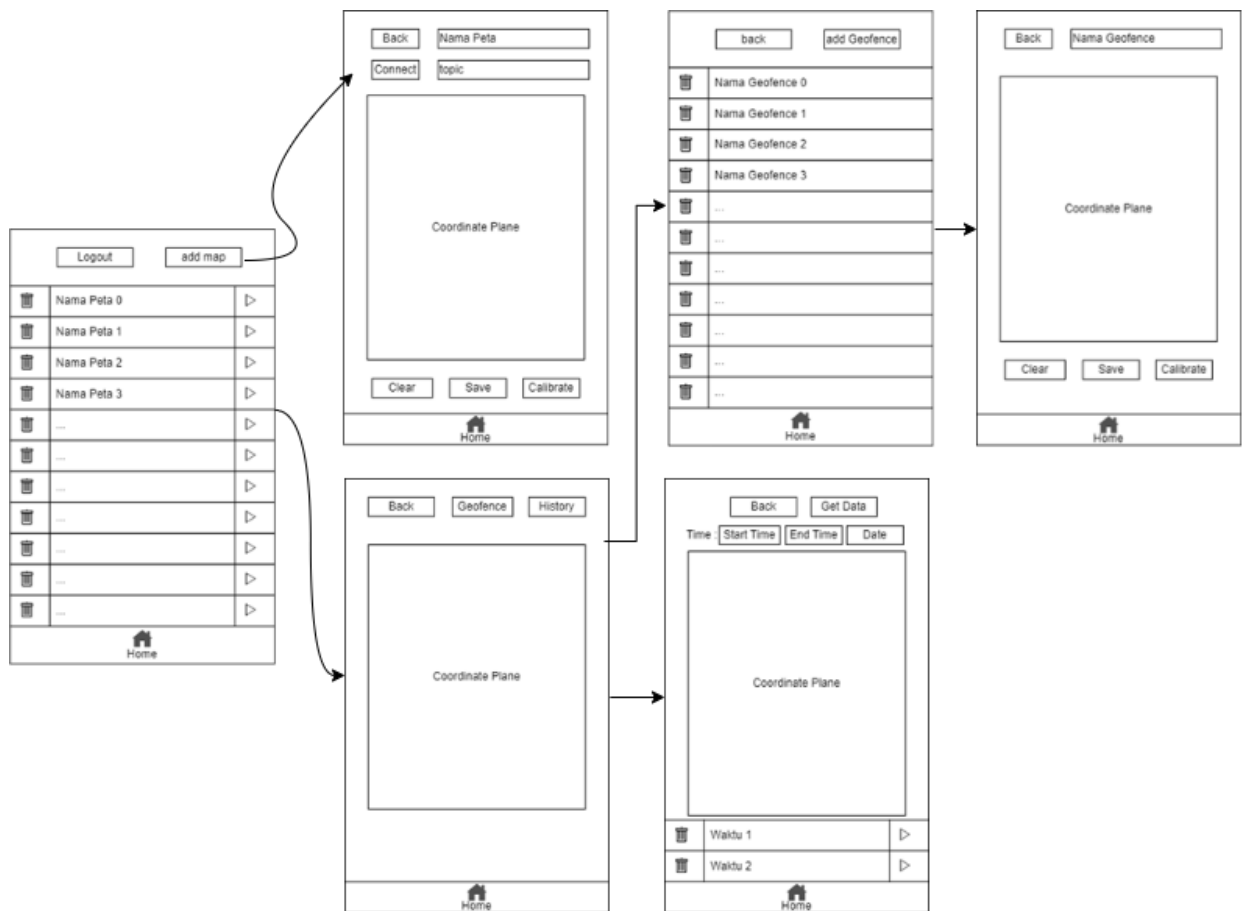 Logout add map
Nama Peta 0
Nama Peta 1
Nama Peta 2
Nama Peta 3
...
...
...
...
...
...
...
Home
Back Nama Peta
Connect topic
Coordinate Plane
Clear Save Calibrate
Home
back add Geofence
Nama Geofence 0
Nama Geofence 1
Nama Geofence 2
Nama Geofence 3
...
...
...
...
...
...
...
Home
Back Nama Geofence
Coordinate Plane
Clear Save Calibrate
Home
Back Geofence History
Coordinate Plane
Home
Back Get Data
Time : Start Time End Time Date
Coordinate Plane
Waktu 1
Waktu 2
Home